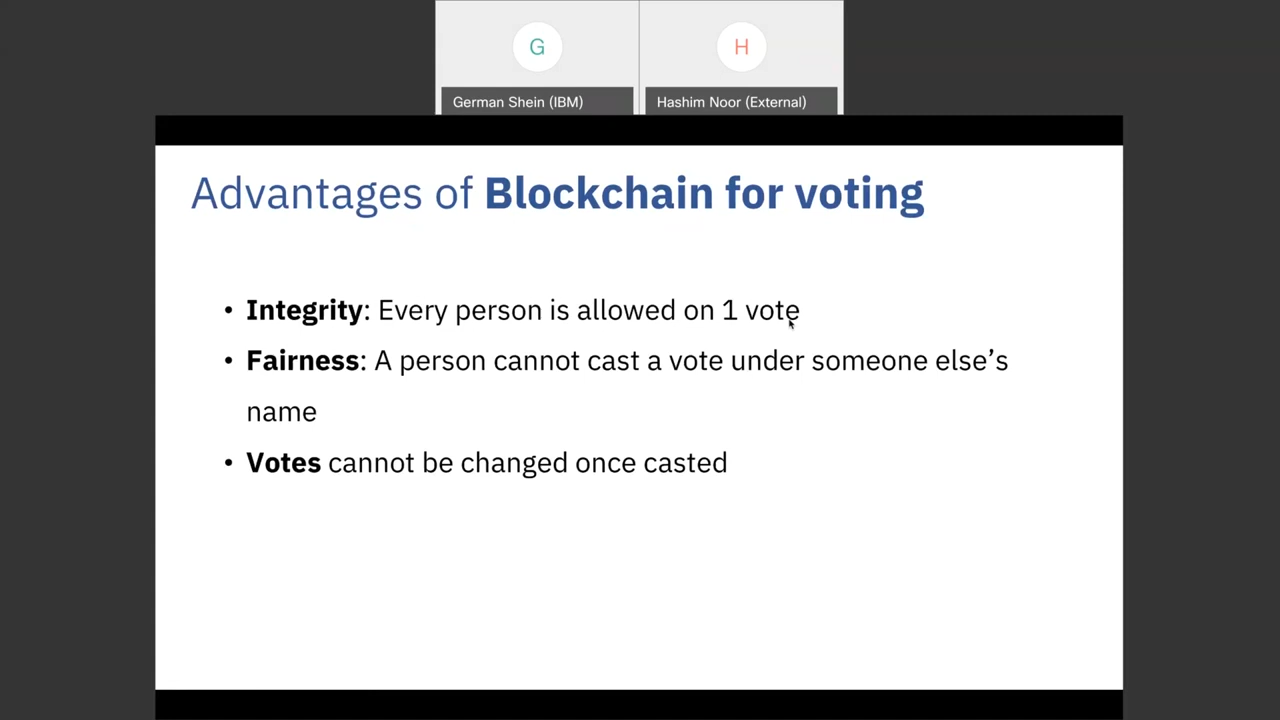 G
H
German Shein (IBM)
Hashim Noor (External)
Advantages of Blockchain for voting
• Integrity: Every person is allowed on 1 vote
• Fairness: A person cannot cast a vote under someone else’s
name
• Votes cannot be changed once casted